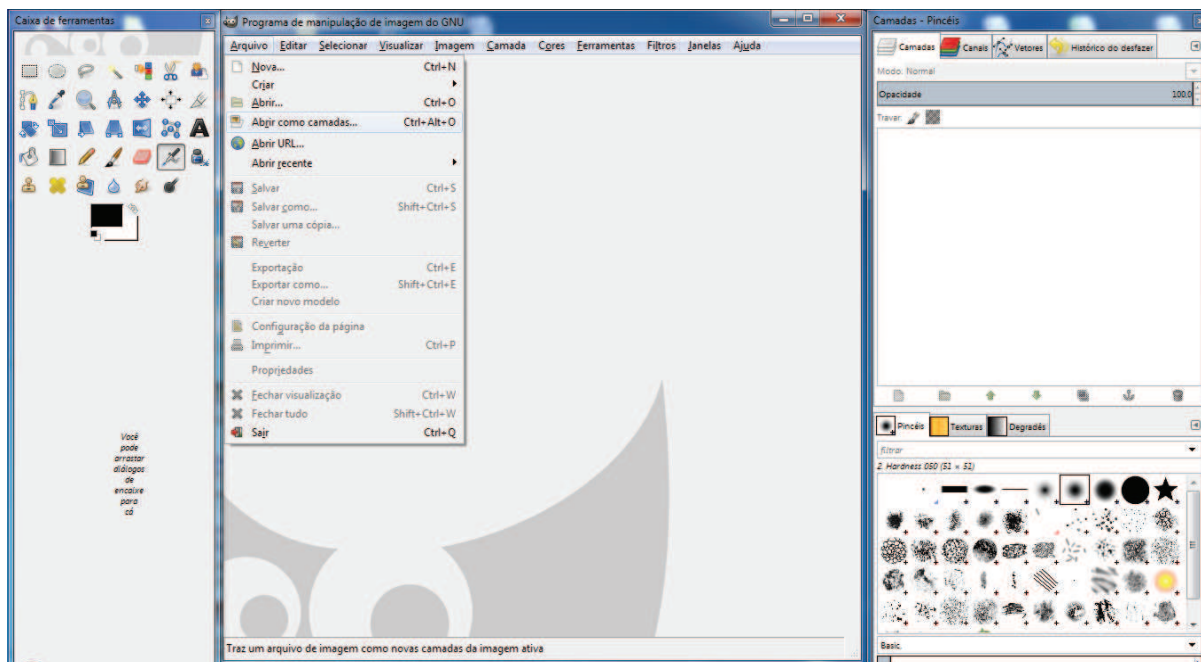 Caixa de ferramentas
Você
pode
arrastar
diálogos
de
encaixe
para
cá
Programa de manipulação de imagem do GNU
Arquivo Editar Selecionar Visualizar Imagem Camada Cores Ferramentas Filtros Janelas Ajuda
Nova... Ctrl+N
Criar
Abrir... Ctrl+O
Abrir como camadas... Ctrl+Alt+O
Abrir URL...
Abrir recente
Salvar Ctrl+S
Salvar como... Shift+Ctrl+S
Salvar uma cópia...
Reverter
Exportação Ctrl+E
Exportar como... Shift+Ctrl+E
Criar novo modelo
Configuração da página
Imprimir... Ctrl+P
Propriedades
Fechar visualização Ctrl+W
Fechar tudo Shift+Ctrl+W
Sair Ctrl+Q
Traz um arquivo de imagem como novas camadas da imagem ativa
Camadas - Pincéis
Camadas Canais Vetores Histórico do desfazer
Modo: Normal
Opacidade 100.0
Travar:
Pincéis Texturas Degradês
filtrar
2. Hardness 050 (51 × 51)
Basic,